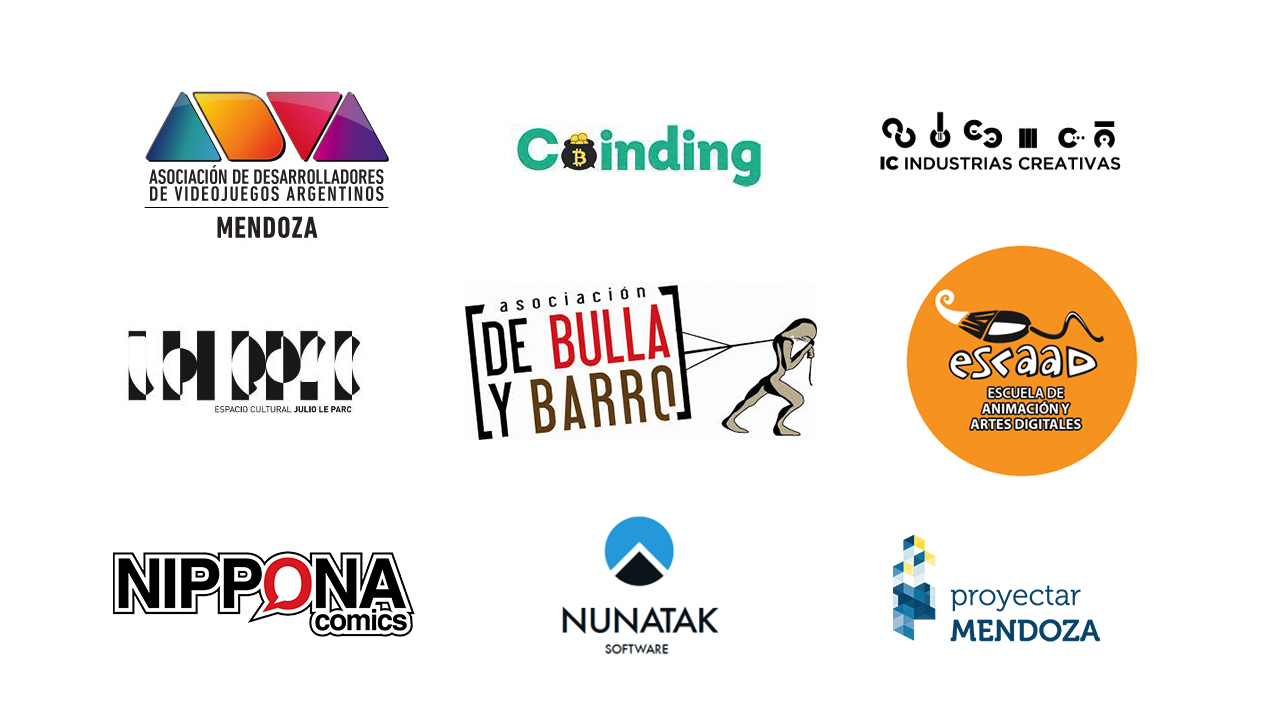 ADVA
ASOCIACIÓN DE DESARROLLADORES
DE VIDEOJUEGOS ARGENTINOS
MENDOZA
Coinding
IC INDUSTRIAS CREATIVAS
ESPACIO CULTURAL JULIO LE PARC
asociación
DE BULLA
Y BARRO
escaad
ESCUELA DE
ANIMACIÓN Y
ARTES DIGITALES
NIPPONA
comics
NUNATAK
SOFTWARE
proyectar
MENDOZA